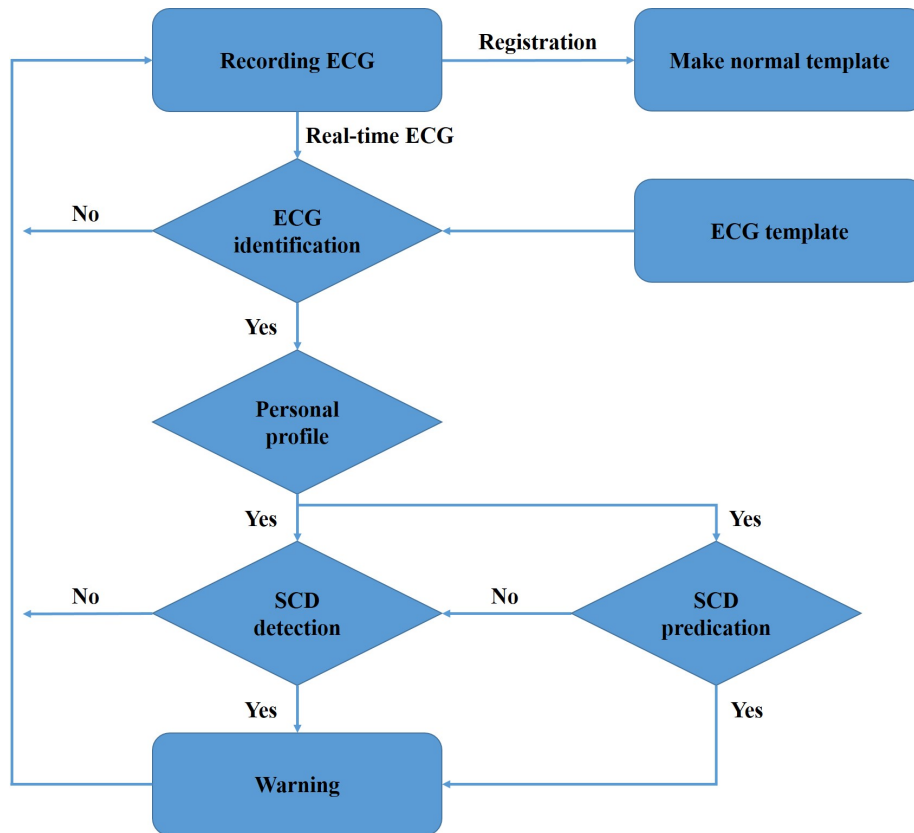 Recording ECG
Registration
Make normal template
Real-time ECG
No
ECG
identification
ECG template
Yes
Personal
profile
Yes
Yes
No
SCD
detection
No
SCD
predication
Yes
Yes
Warning